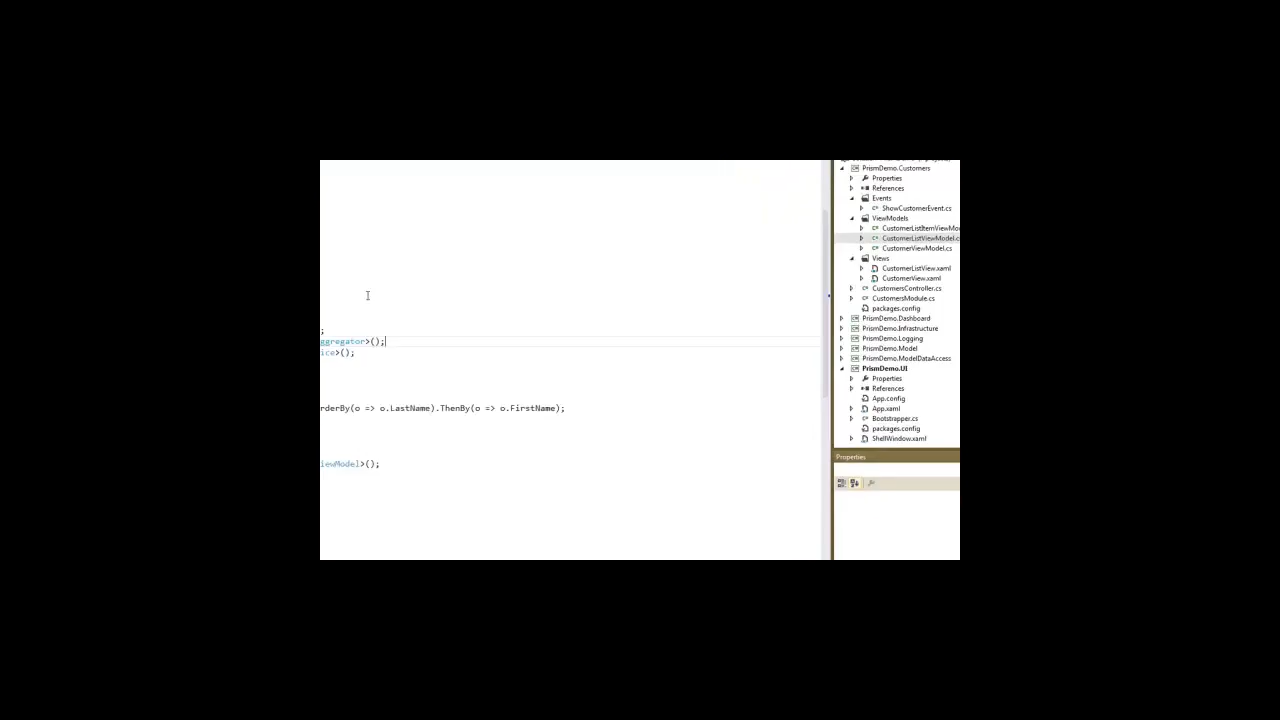 ;
ggregator>();
ice>();
rderBy(o => o.LastName).ThenBy(o => o.FirstName);
iewModel>();
PrismDemo.Customers
Properties
References
Events
ShowCustomerEvent.cs
ViewModels
CustomerListItemViewMo
CustomerListViewModel.c
CustomerViewModel.cs
Views
CustomerListView.xaml
CustomerView.xaml
CustomersController.cs
CustomersModule.cs
packages.config
PrismDemo.Dashboard
PrismDemo.Infrastructure
PrismDemo.Logging
PrismDemo.Model
PrismDemo.ModelDataAccess
PrismDemo.UI
Properties
References
App.config
App.xaml
Bootstrapper.cs
packages.config
ShellWindow.xaml
Properties